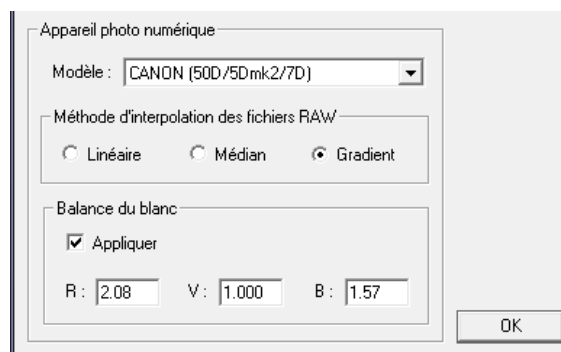 Appareil photo numérique
Modèle : CANON (50D/5Dmk2/7D)
Méthode d'interpolation des fichiers RAW
Linéaire Médian Gradient
Balance du blanc
Appliquer
R : 2.08 V : 1.000 B : 1.57
OK